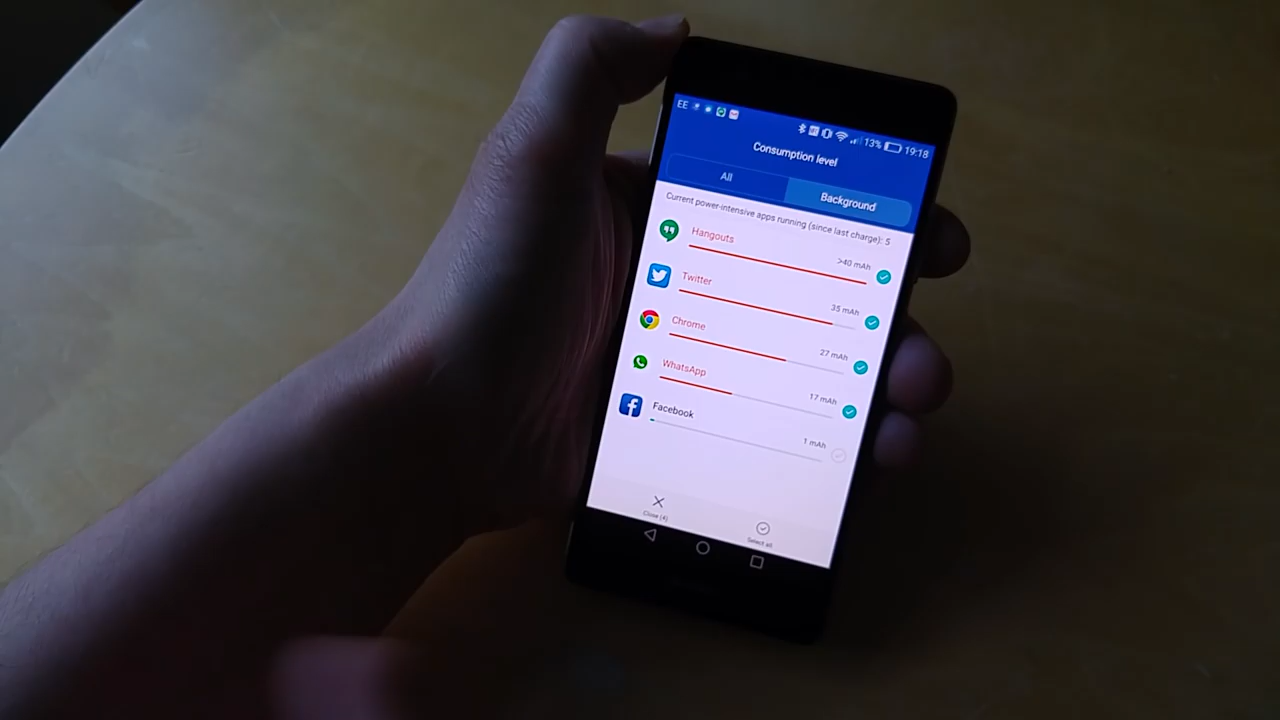 EE 13% 19:18
Consumption level
All Background
Current power-intensive apps running (since last charge): 5
Hangouts >40 mAh
Twitter 35 mAh
Chrome 27 mAh
WhatsApp 17 mAh
Facebook 1 mAh
Close (4) Select all